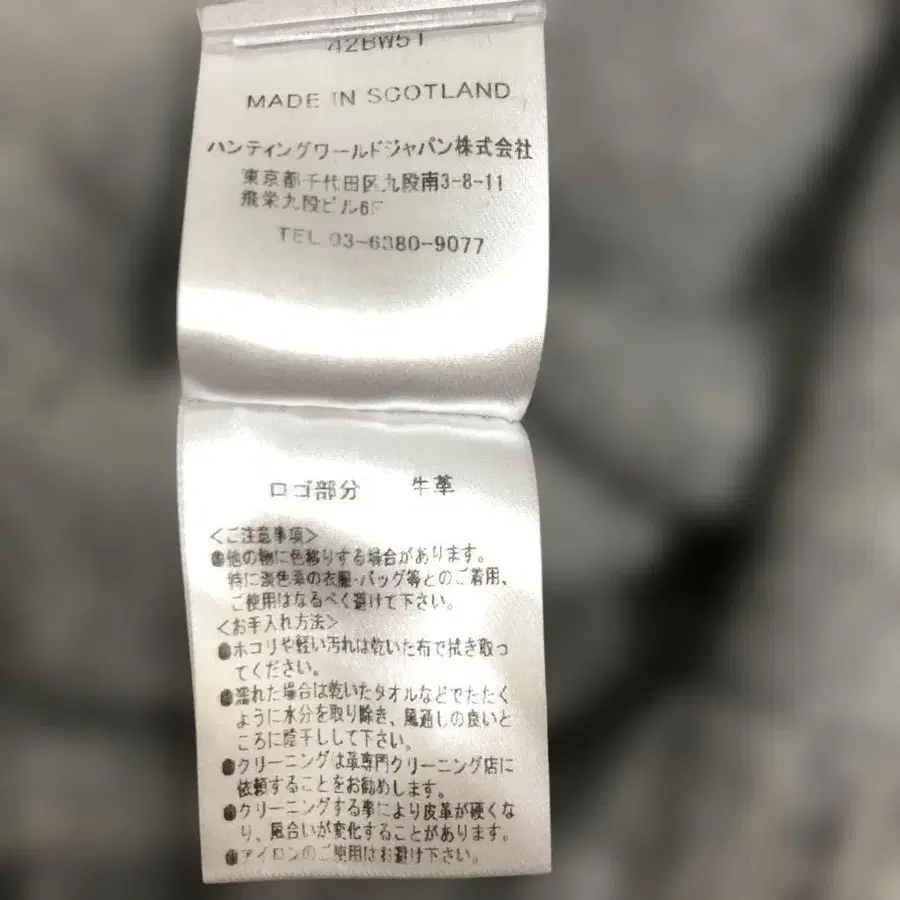 42BW51
MADE IN SCOTLAND
ハンティングワールドジャパン株式会社
東京都千代田区九段南3-8-11
飛栄九段ビル6F
TEL 03-6380-9077
ロゴ部分 牛革
<ご注意事項>
●他の物に色移りする場合があります。
特に淡色系の衣服・バッグ等とのご着用、
ご使用はなるべく避けて下さい。
<お手入れ方法>
●ホコリや軽い汚れは乾いた布で拭き取っ
てください。
●濡れた場合は乾いたタオルなどでたたく
ように水分を取り除き、風通しの良いと
ころに陰干しして下さい。
●クリーニングは革専門クリーニング店に
依頼することをお勧めします。
●クリーニングする事により皮革が硬くな
り、風合いが変化することがあります。
●アイロンのご使用はお避け下さい。